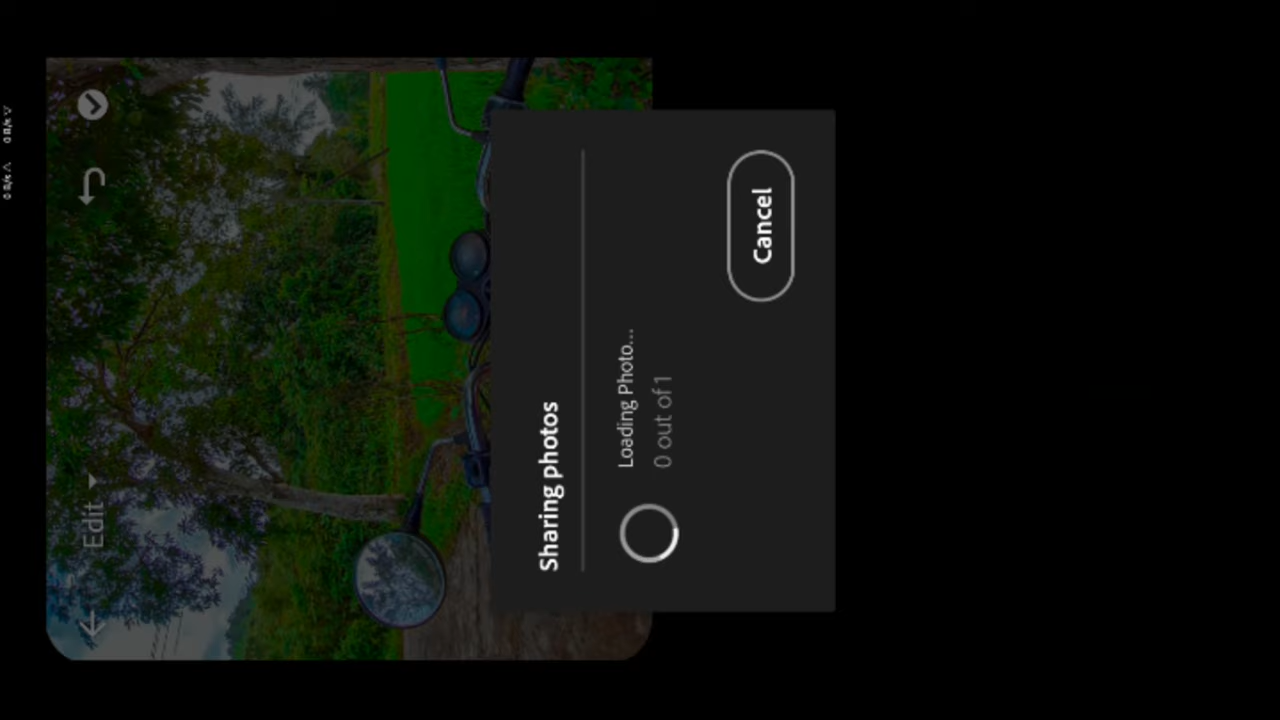 Edit
Sharing photos
Loading Photo...
0 out of 1
Cancel